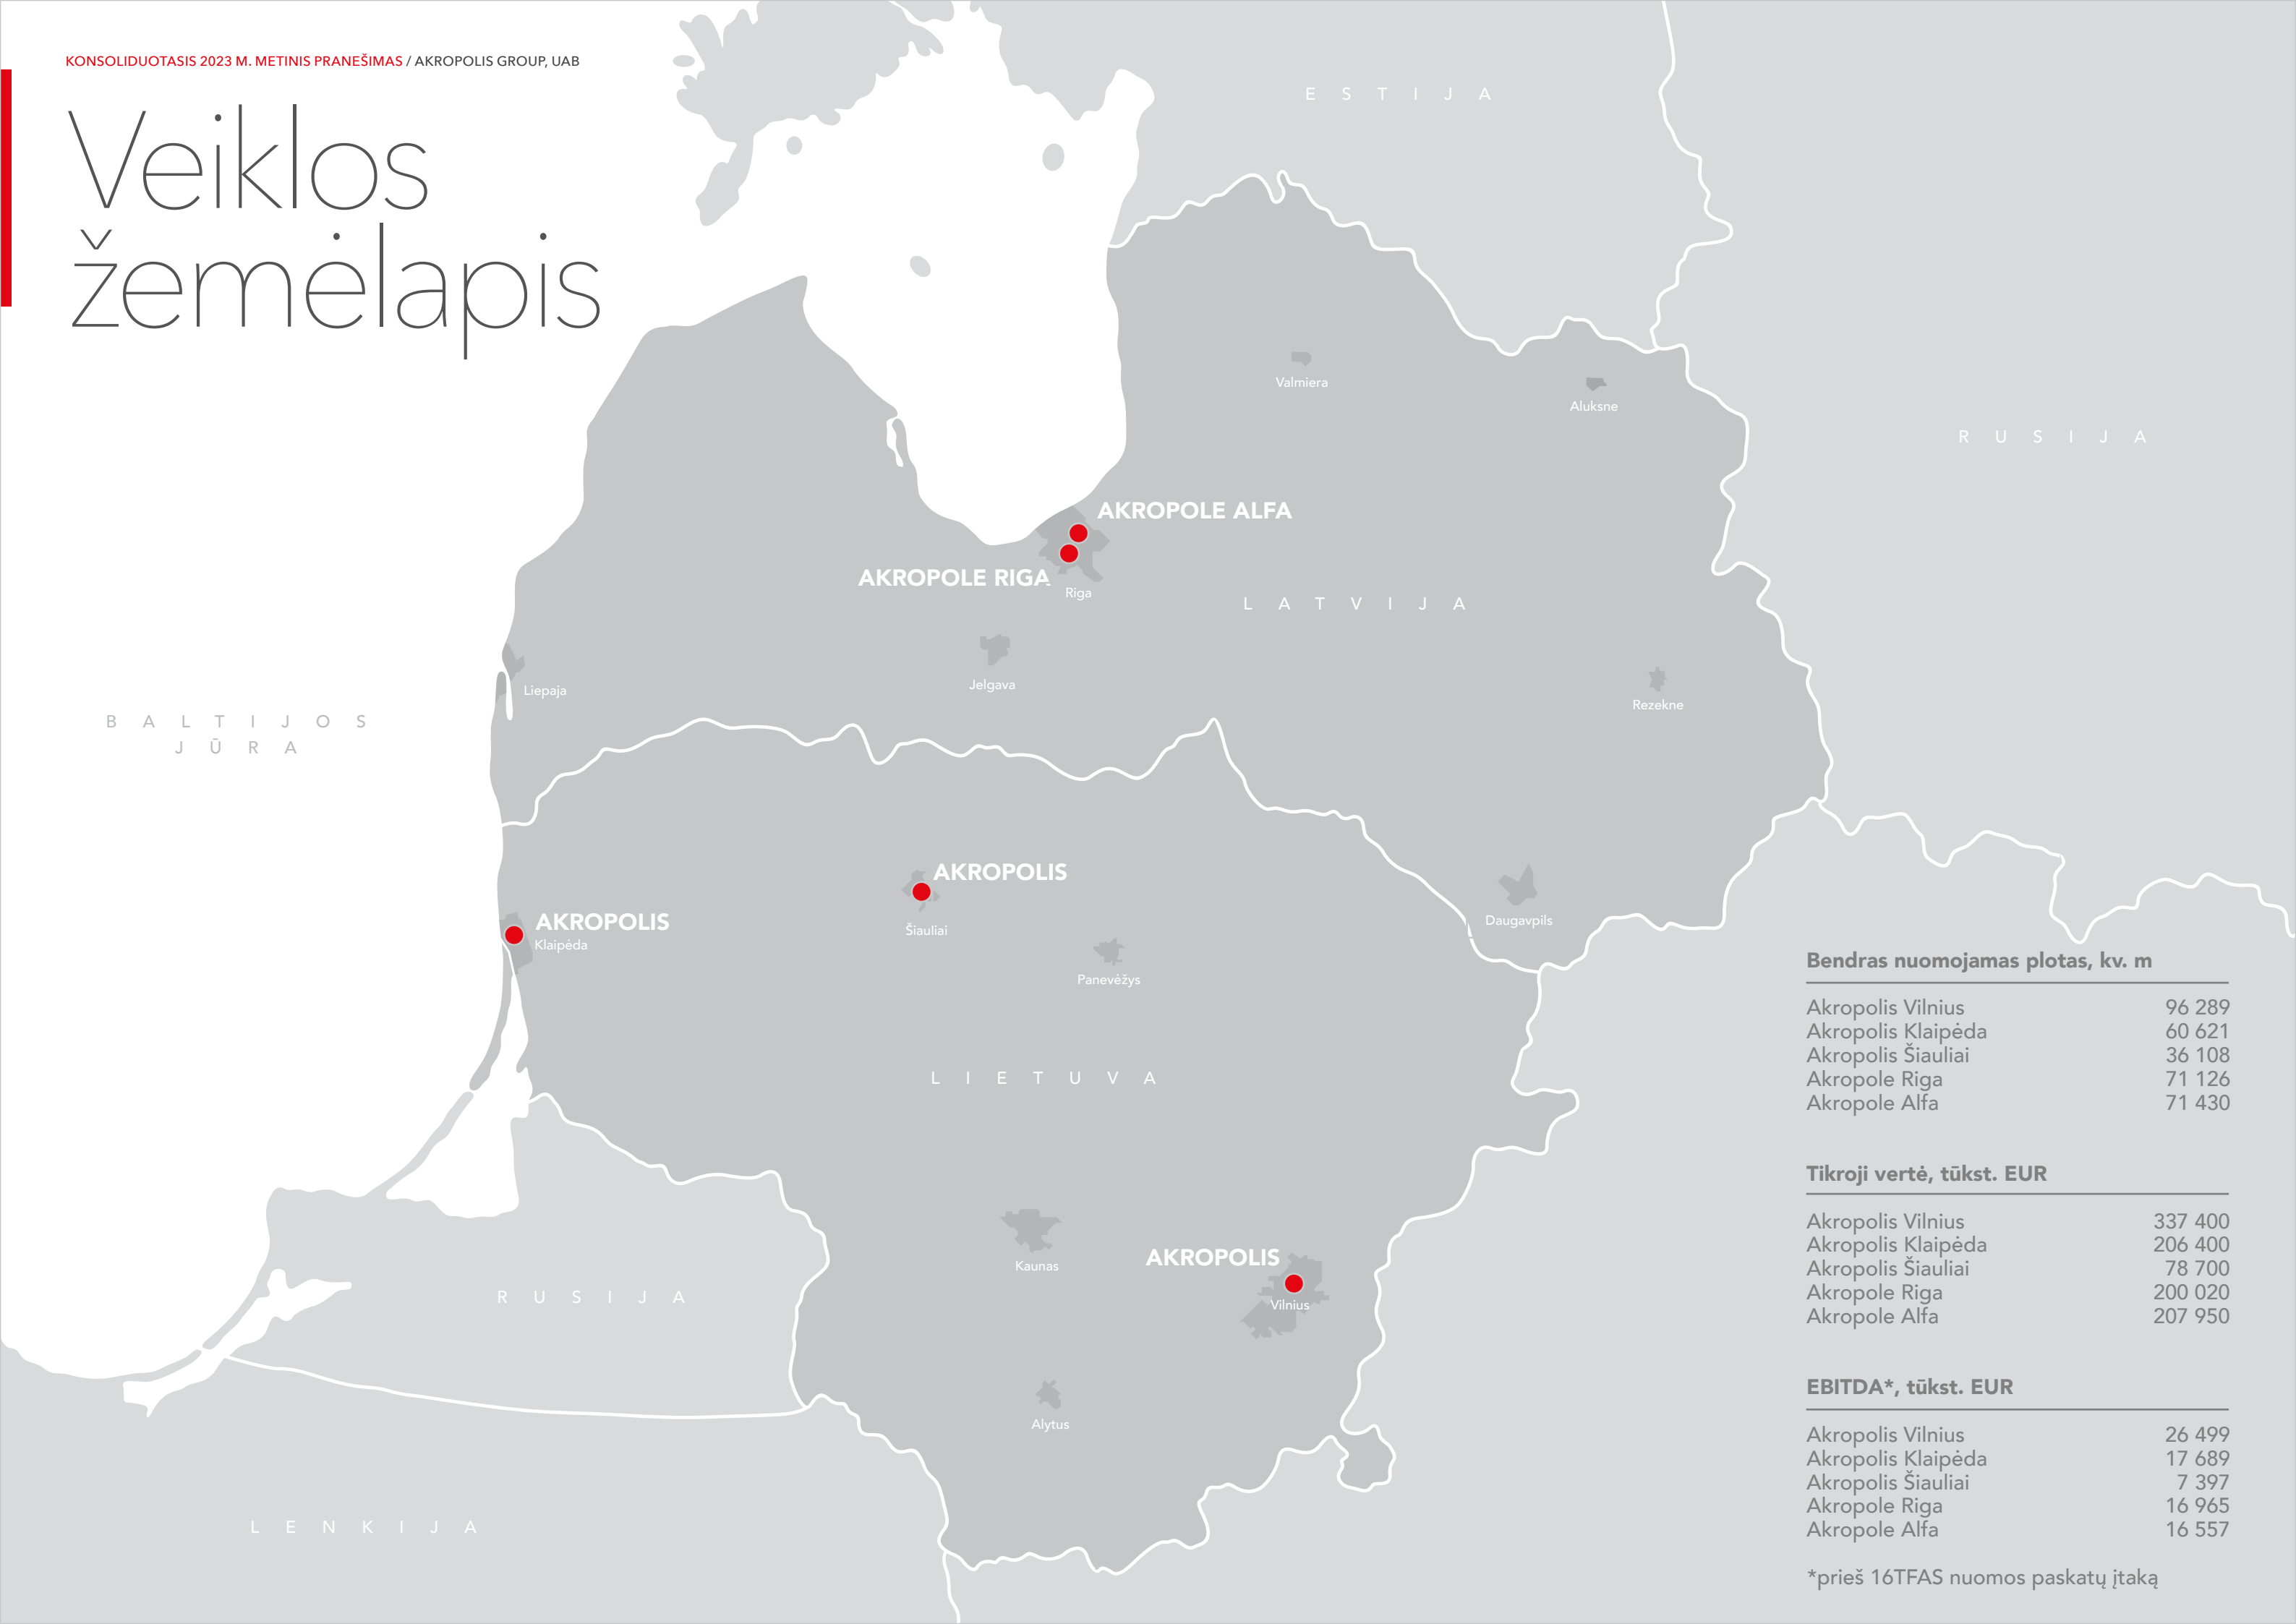 KONSOLIDUOTASIS 2023 M. METINIS PRANEŠIMAS / AKROPOLIS GROUP, UAB
Veiklos
žemėlapis
E S T I J A
Valmiera
Aluksne
R U S I J A
AKROPOLE ALFA
AKROPOLE RIGA
Riga
L A T V I J A
Liepaja
Jelgava
Rezekne
B A L T I J O S
J Ū R A
AKROPOLIS
Šiauliai
AKROPOLIS
Klaipėda
Daugavpils
Panevėžys
L I E T U V A
Kaunas
AKROPOLIS
Vilnius
R U S I J A
Alytus
L E N K I J A
Bendras nuomojamas plotas, kv. m
Akropolis Vilnius 96 289
Akropolis Klaipėda 60 621
Akropolis Šiauliai 36 108
Akropole Riga 71 126
Akropole Alfa 71 430
Tikroji vertė, tūkst. EUR
Akropolis Vilnius 337 400
Akropolis Klaipėda 206 400
Akropolis Šiauliai 78 700
Akropole Riga 200 020
Akropole Alfa 207 950
EBITDA*, tūkst. EUR
Akropolis Vilnius 26 499
Akropolis Klaipėda 17 689
Akropolis Šiauliai 7 397
Akropole Riga 16 965
Akropole Alfa 16 557
*prieš 16TFAS nuomos paskatų įtaką